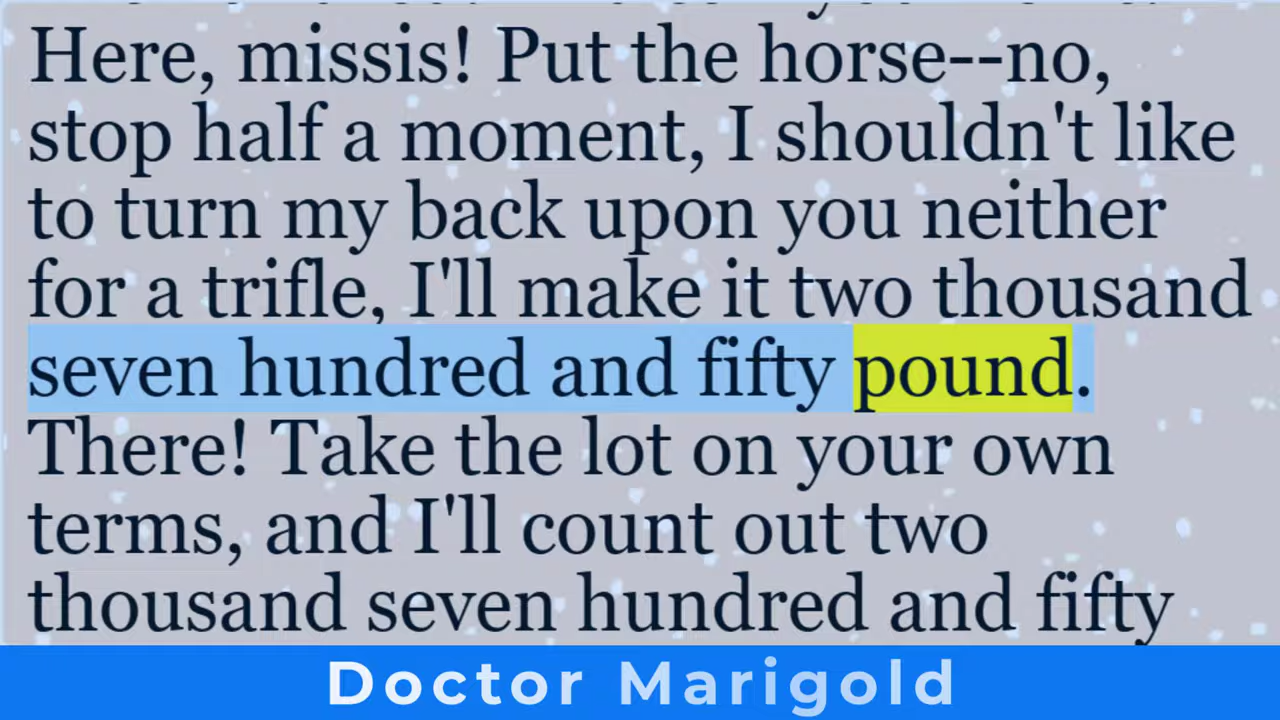 Here, missis! Put the horse--no,
stop half a moment, I shouldn't like
to turn my back upon you neither
for a trifle, I'll make it two thousand
seven hundred and fifty pound.
There! Take the lot on your own
terms, and I'll count out two
thousand seven hundred and fifty
Doctor Marigold